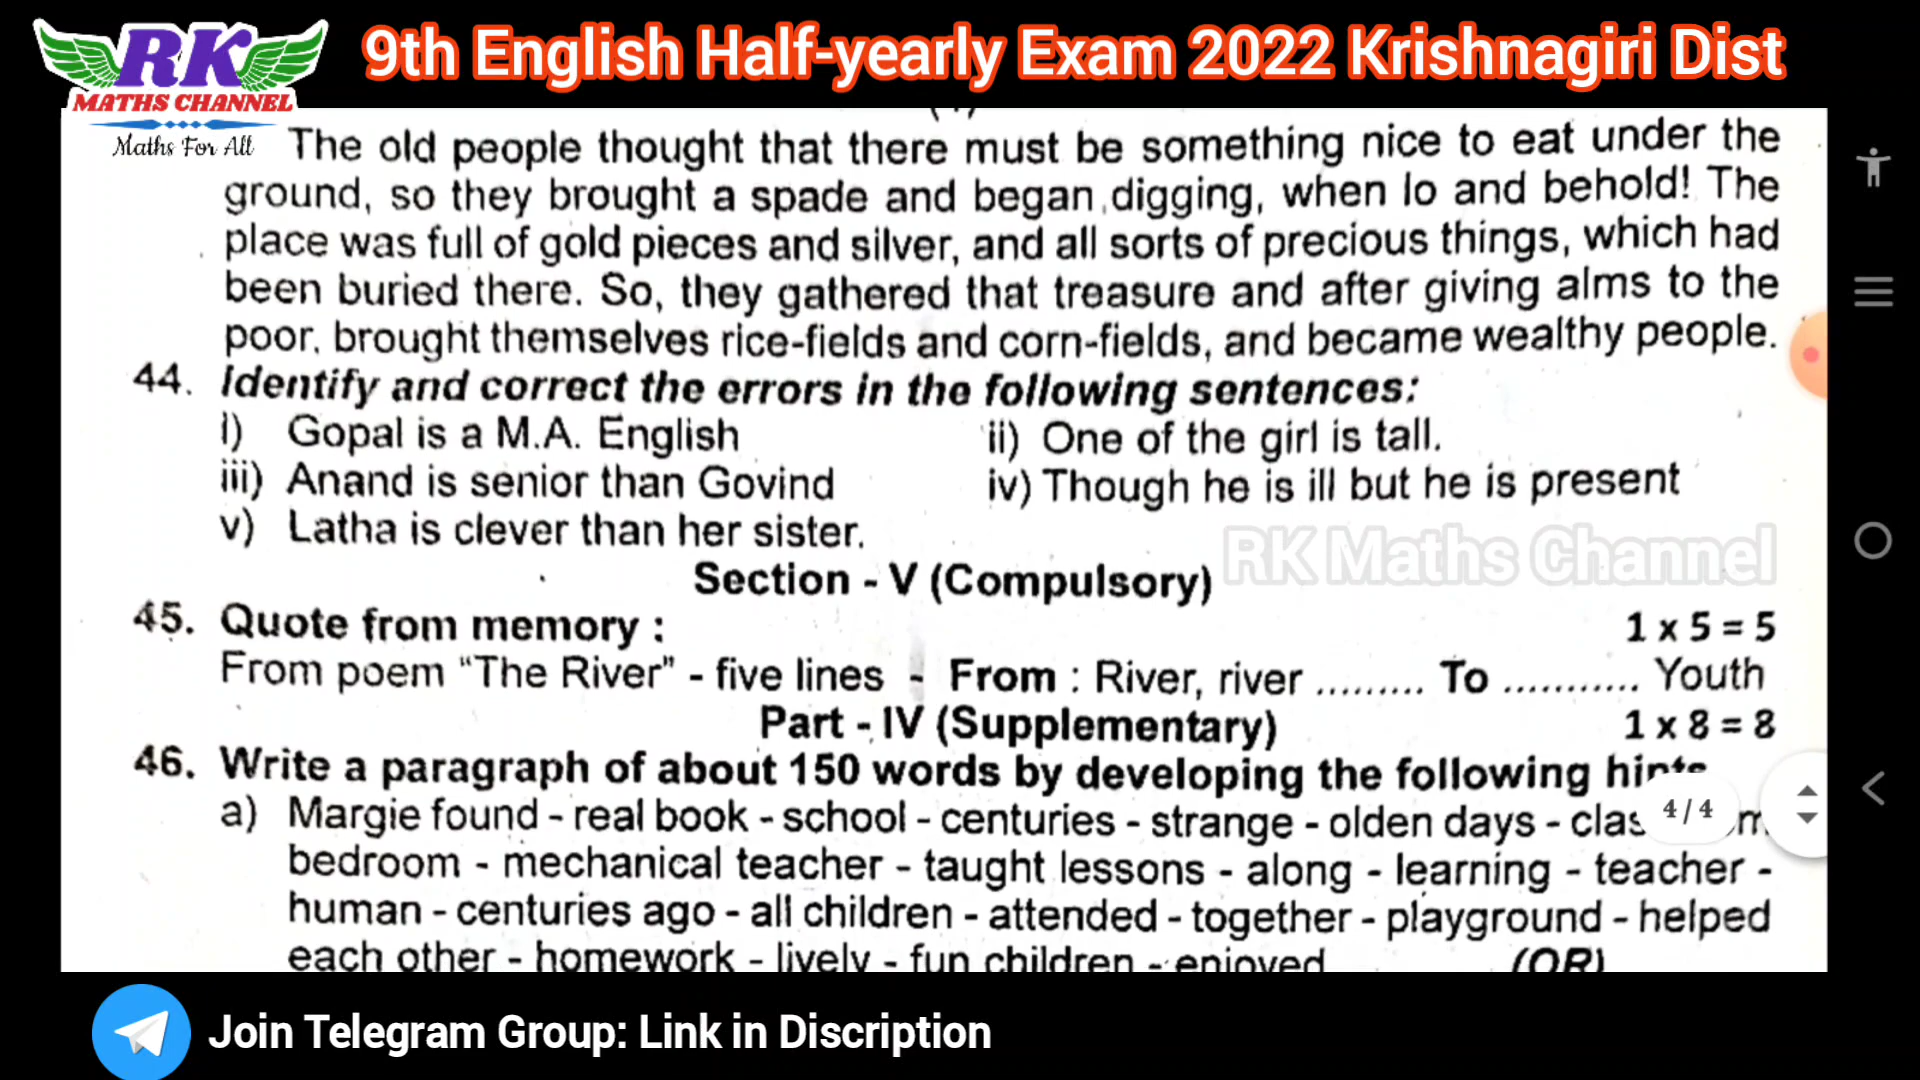 RK
MATHS CHANNEL
Maths For All
9th English Half-yearly Exam 2022 Krishnagiri Dist
The old people thought that there must be something nice to eat under the
ground, so they brought a spade and began digging, when lo and behold! The
place was full of gold pieces and silver, and all sorts of precious things, which had
been buried there. So, they gathered that treasure and after giving alms to the
poor, brought themselves rice-fields and corn-fields, and became wealthy people.
44. Identify and correct the errors in the following sentences:
i) Gopal is a M.A. English ii) One of the girl is tall.
iii) Anand is senior than Govind iv) Though he is ill but he is present
v) Latha is clever than her sister.
RK Maths Channel
Section - V (Compulsory)
45. Quote from memory : 1 x 5 = 5
From poem "The River" - five lines - From : River, river ......... To ........... Youth
Part - IV (Supplementary) 1 x 8 = 8
46. Write a paragraph of about 150 words by developing the following hints
a) Margie found - real book - school - centuries - strange - olden days -
4/4
bedroom - mechanical teacher - taught lessons - along - learning - teacher -
human - centuries ago - all children - attended - together - playground - helped
each other - homework - lively - fun children - enjoyed (OR)
Join Telegram Group: Link in Discription